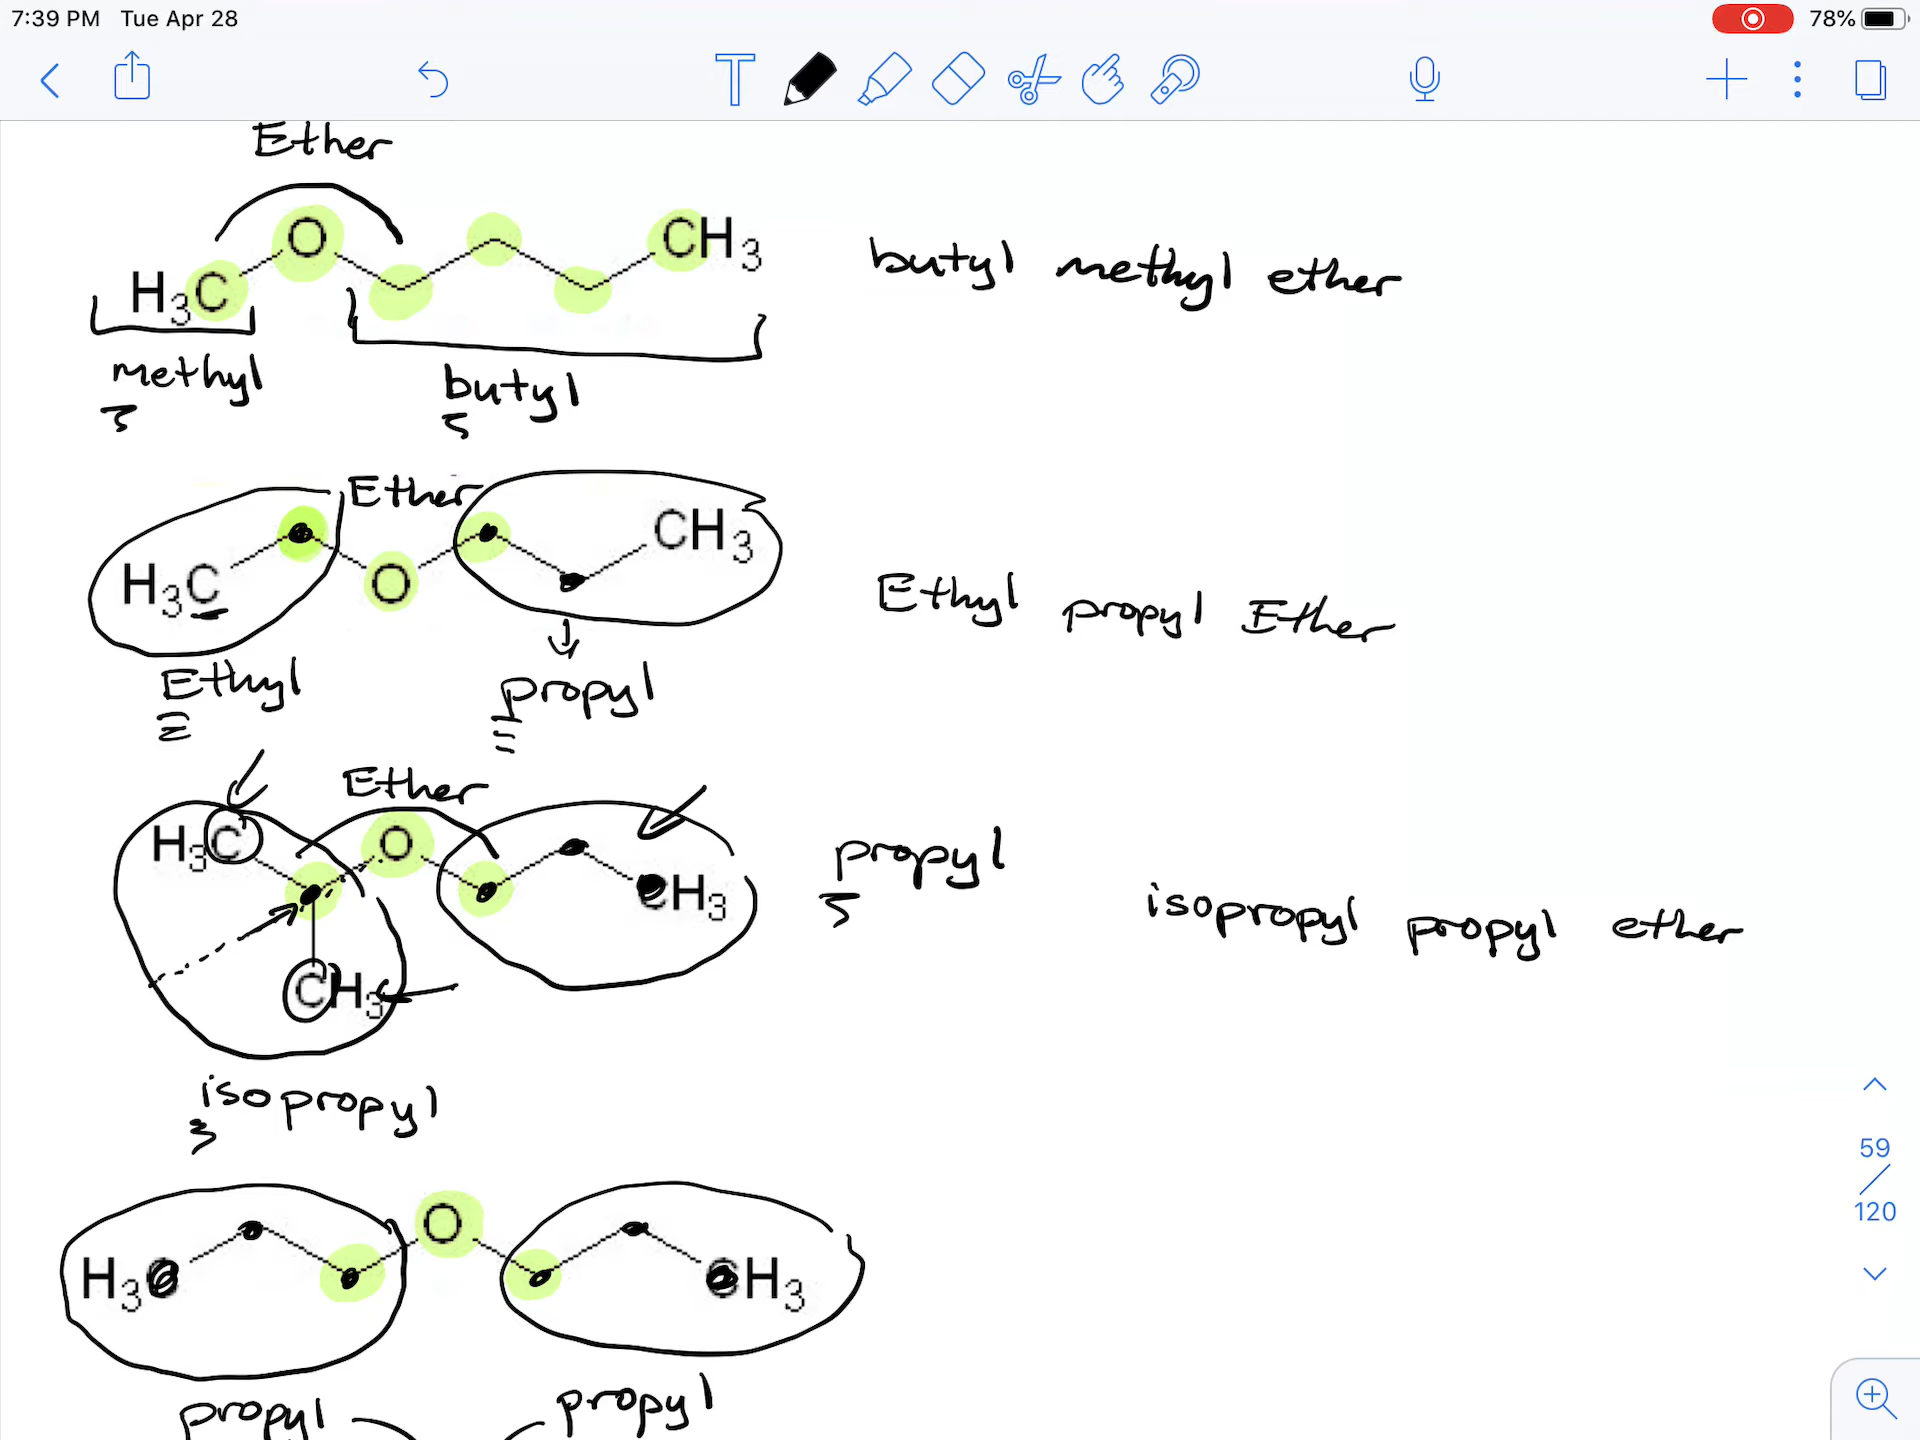 7:39 PM Tue Apr 28 78%
T
Ether
H3C O CH3
butyl methyl ether
methyl butyl
Ether
H3C O CH3
Ethyl propyl Ether
Ethyl propyl
Ether
H3C O CH3
propyl
isopropyl propyl ether
CH3
isopropyl
59
120
H3C O CH3
propyl propyl